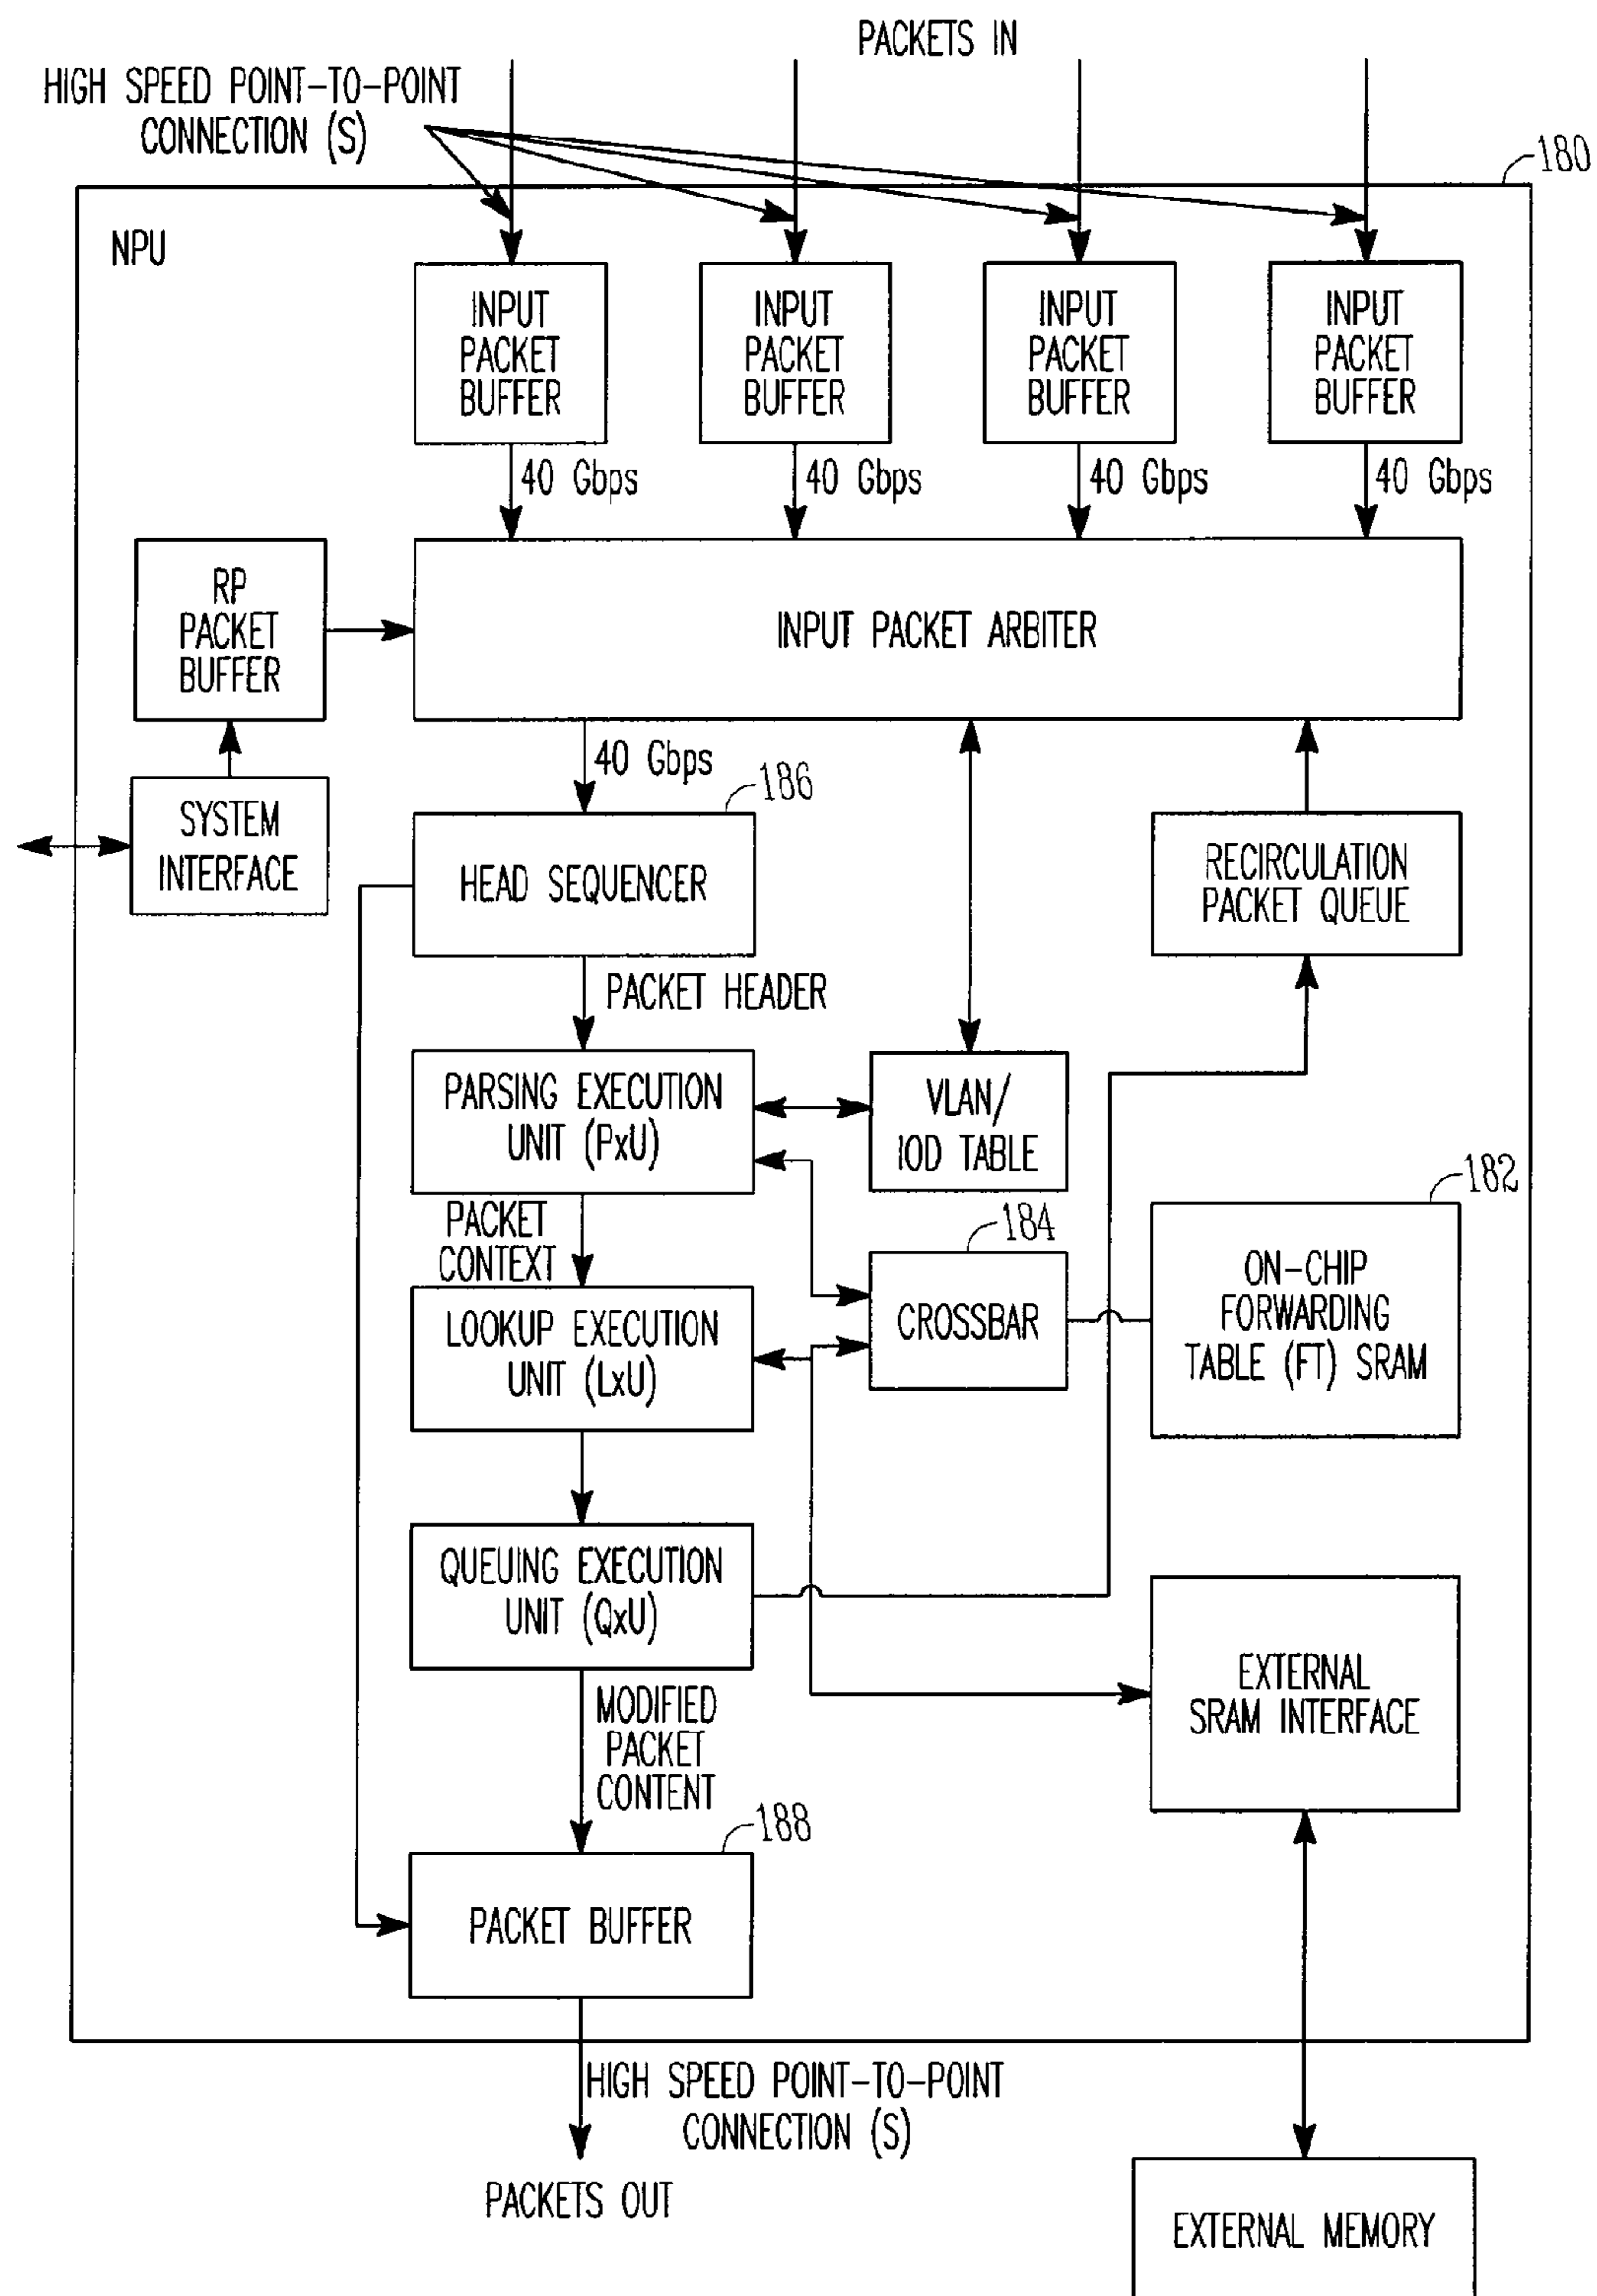 PACKETS IN
HIGH SPEED POINT-TO-POINT
CONNECTION (S)
180
NPU
INPUT
PACKET
BUFFER
INPUT
PACKET
BUFFER
INPUT
PACKET
BUFFER
INPUT
PACKET
BUFFER
40 Gbps
40 Gbps
40 Gbps
40 Gbps
RP
PACKET
BUFFER
INPUT PACKET ARBITER
40 Gbps
186
SYSTEM
INTERFACE
HEAD SEQUENCER
RECIRCULATION
PACKET QUEUE
PACKET HEADER
PARSING EXECUTION
UNIT (PxU)
VLAN/
IOD TABLE
182
PACKET
CONTEXT
184
ON-CHIP
FORWARDING
TABLE (FT) SRAM
CROSSBAR
LOOKUP EXECUTION
UNIT (LxU)
QUEUING EXECUTION
UNIT (QxU)
EXTERNAL
SRAM INTERFACE
MODIFIED
PACKET
CONTENT
188
PACKET BUFFER
HIGH SPEED POINT-TO-POINT
CONNECTION (S)
PACKETS OUT
EXTERNAL MEMORY